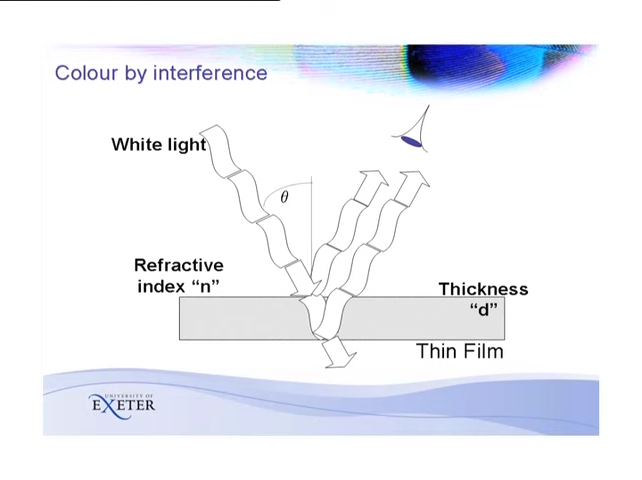 Colour by interference
White light
θ
Refractive
index “n”
Thickness
“d”
Thin Film
UNIVERSITY OF
EXETER